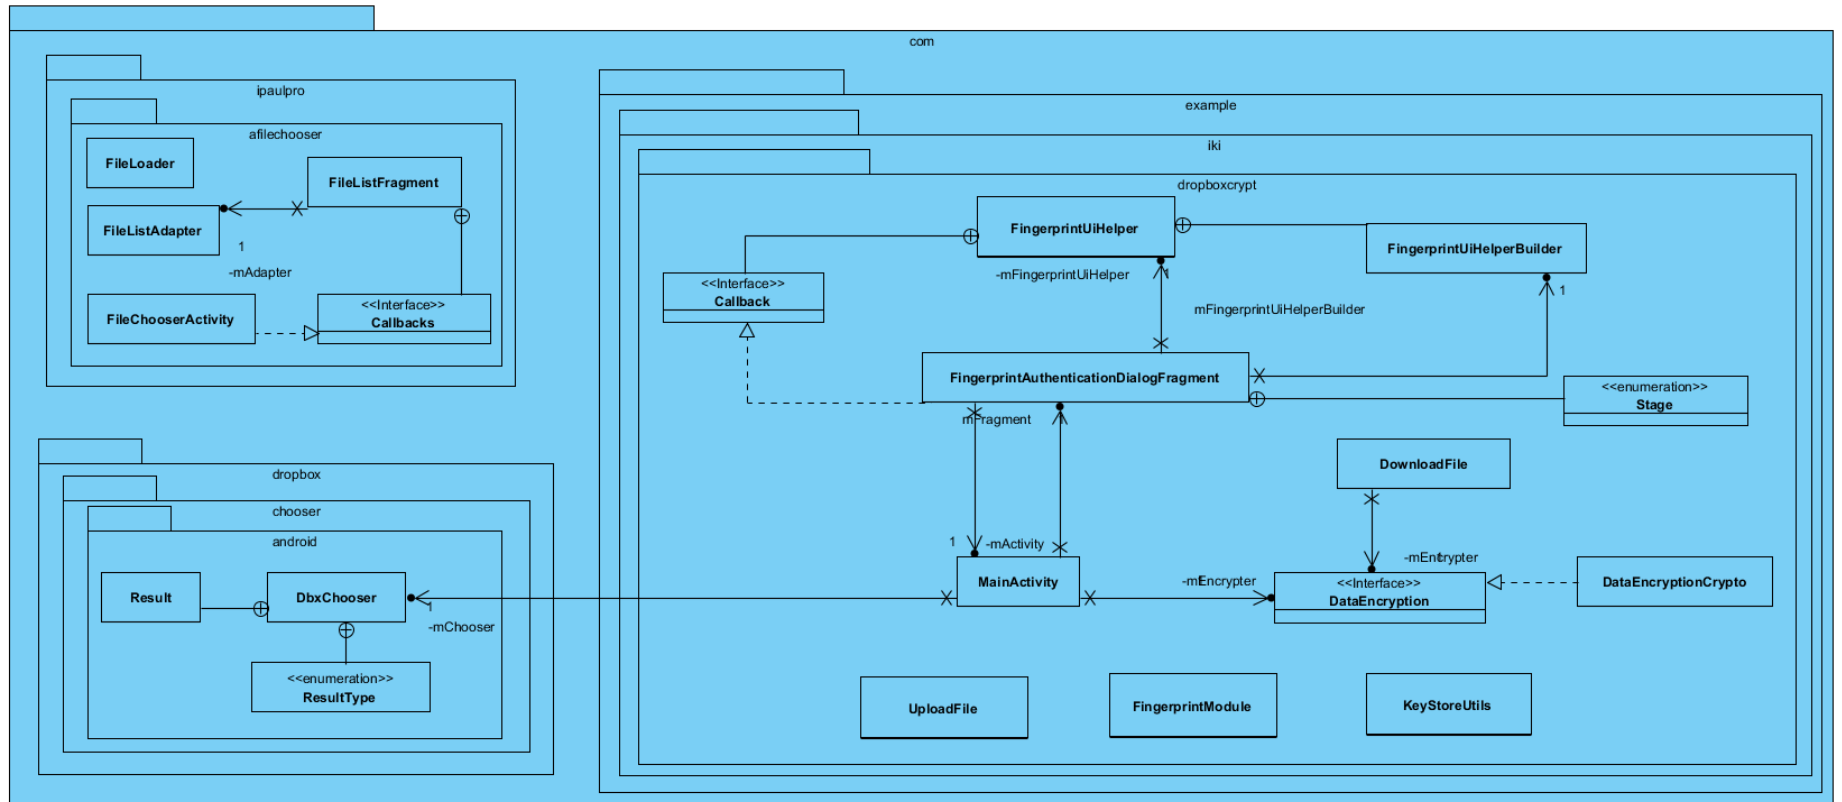 com
ipaulpro
afilechooser
FileLoader
FileListFragment
FileListAdapter
1
-mAdapter
FileChooserActivity
<<Interface>>
Callbacks
example
iki
dropboxcrypt
FingerprintUiHelper
FingerprintUiHelperBuilder
-mFingerprintUiHelper
1
<<Interface>>
Callback
1
mFingerprintUiHelperBuilder
FingerprintAuthenticationDialogFragment
<<enumeration>>
Stage
mFragment
1
DownloadFile
1
-mActivity
-mEncrypter
MainActivity
-mEncrypter
<<Interface>>
DataEncryption
DataEncryptionCrypto
dropbox
chooser
android
Result
DbxChooser
1
-mChooser
<<enumeration>>
ResultType
UploadFile
FingerprintModule
KeyStoreUtils